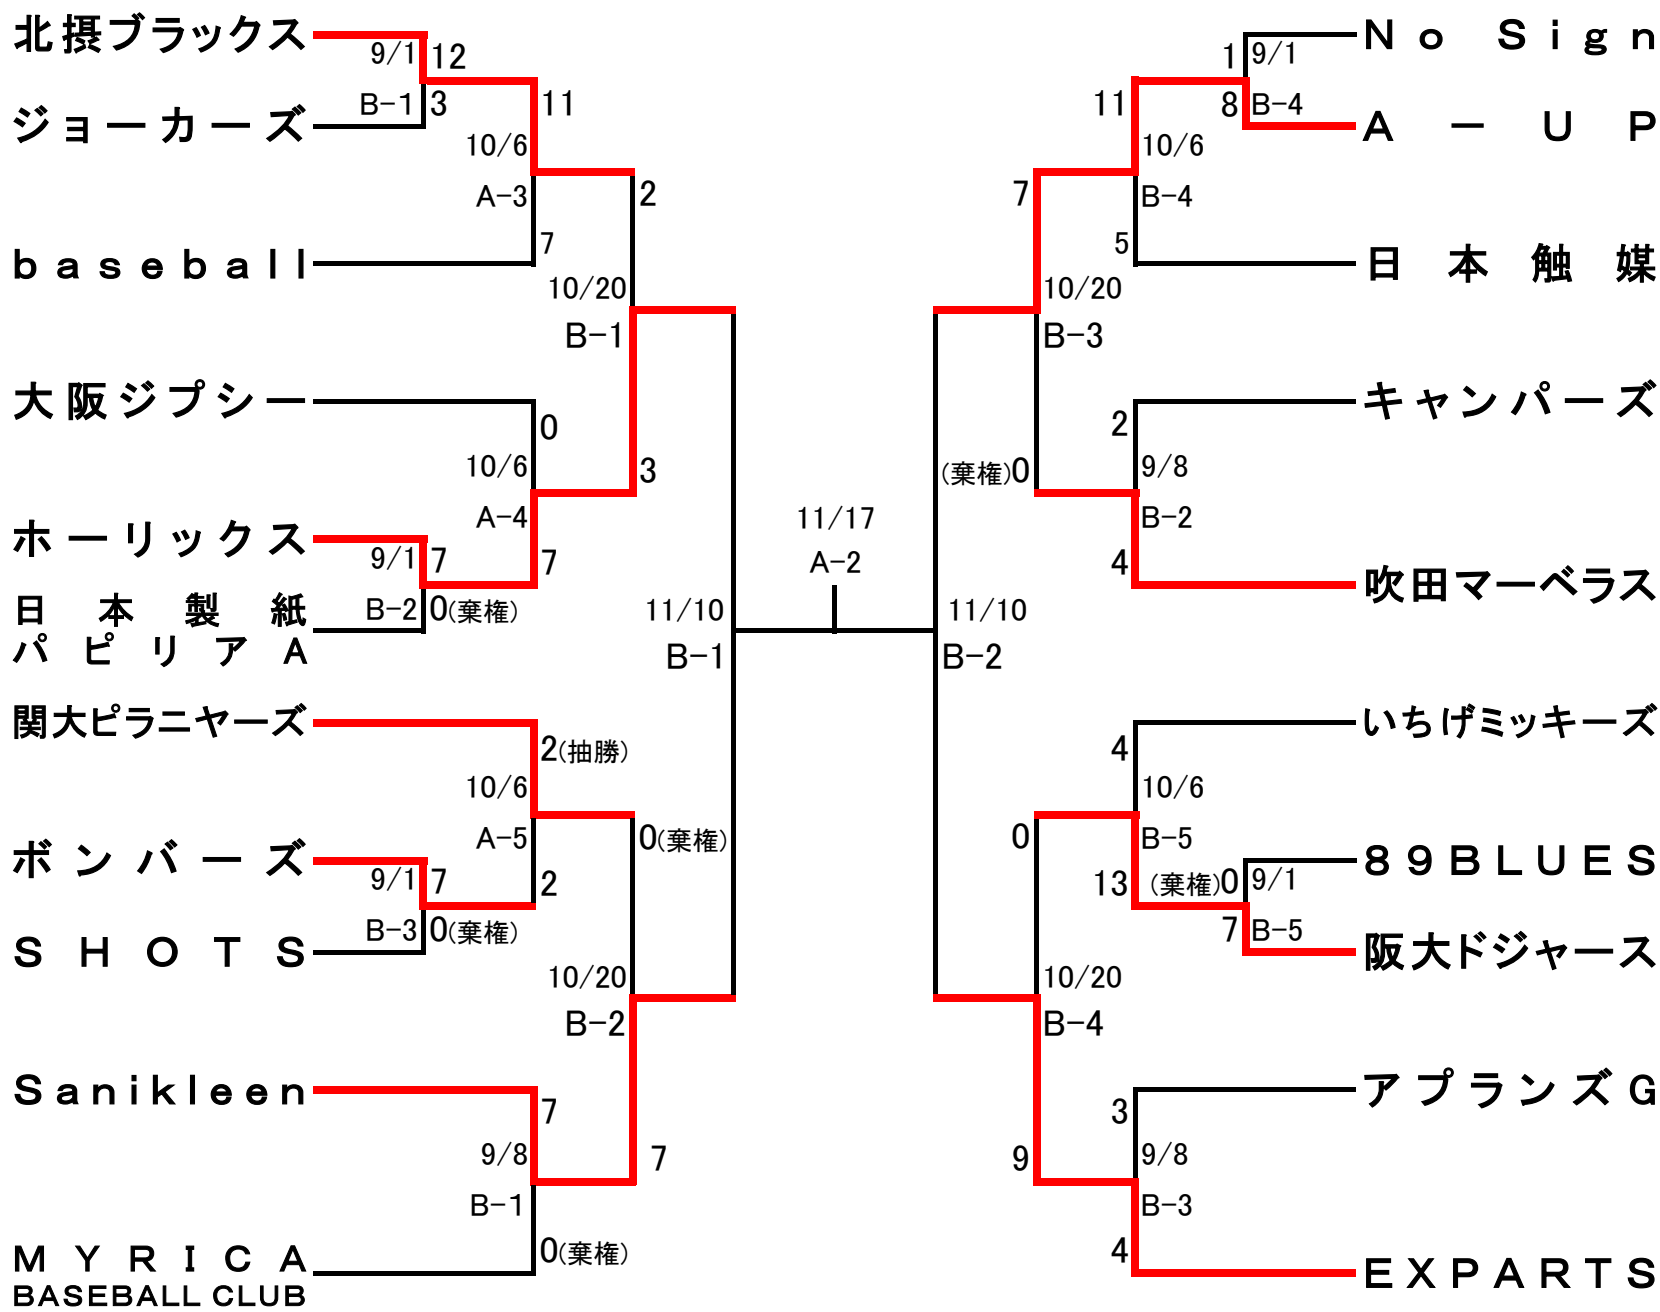 北摂ブラックス
9/1 12
B-1 3
ジョーカーズ
11
10/6
A-3
7
baseball
2
10/20
B-1
3
大阪ジプシー
0
10/6
A-4
7
ホーリックス
9/1 7
B-2 0(棄権)
日本製紙
パピリアA
11/10
B-1
関大ピラニヤーズ
2(抽勝)
10/6
A-5
2
ボンバーズ
9/1 7
B-3 0(棄権)
SHOTS
0(棄権)
10/20
B-2
7
Sanikleen
7
9/8
B-1
0(棄権)
MYRICA
BASEBALL CLUB
11/17
A-2
No Sign
1 9/1
8 B-4
A-UP
11
10/6
B-4
5
日本触媒
7
10/20
B-3
(棄権)0
キャンパーズ
2
9/8
B-2
4
吹田マーベラス
11/10
B-2
いちげミッキーズ
4
10/6
B-5
13
89BLUES
(棄権)0 9/1
7 B-5
阪大ドジャース
0
10/20
B-4
9
アプランズG
3
9/8
B-3
4
EXPARTS